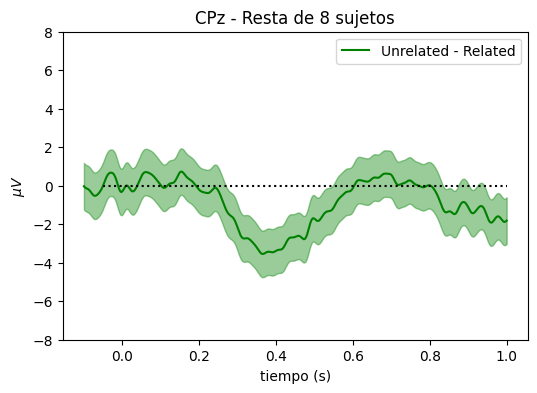 CPz - Resta de 8 sujetos
Unrelated - Related
8
6
4
2
0
−2
−4
−6
−8
μV
0.0 0.2 0.4 0.6 0.8 1.0
tiempo (s)